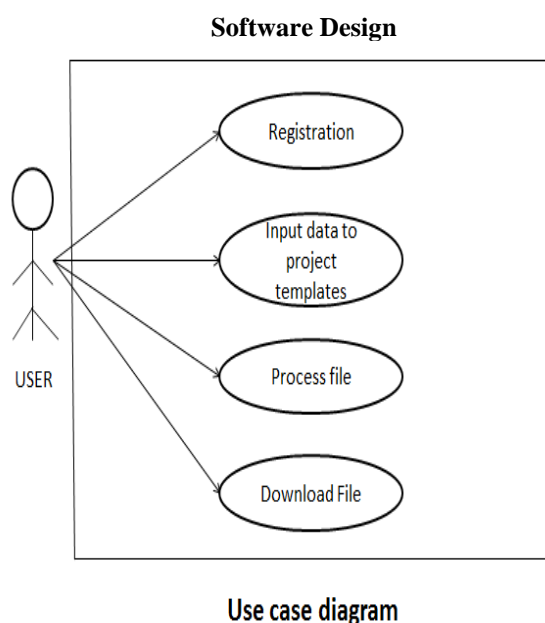 Software Design
Registration
Input data to
project
templates
USER
Process file
Download File
Use case diagram